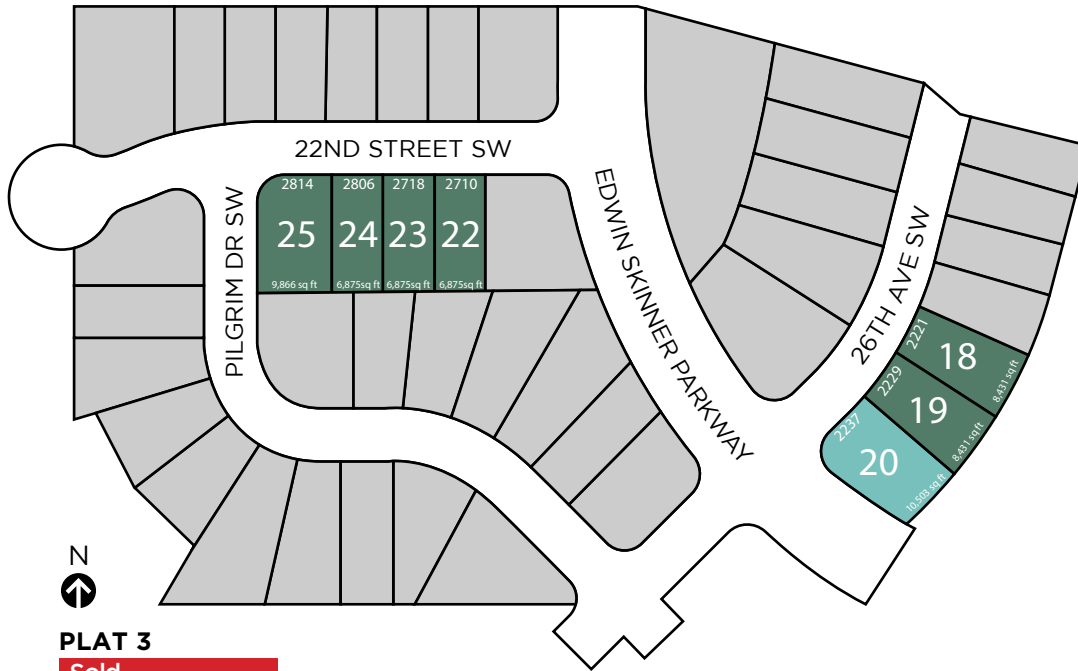 22ND STREET SW
2814
2806
2718
2710
25
24
23
22
9,866 sq ft
6,875sq ft
6,875sq ft
6,875sq ft
PILGRIM DR SW
EDWIN SKINNER PARKWAY
26TH AVE SW
2221
18
8,431 sq ft
2229
19
8,431 sq ft
2237
20
10,503 sq ft
N
PLAT 3
Sold